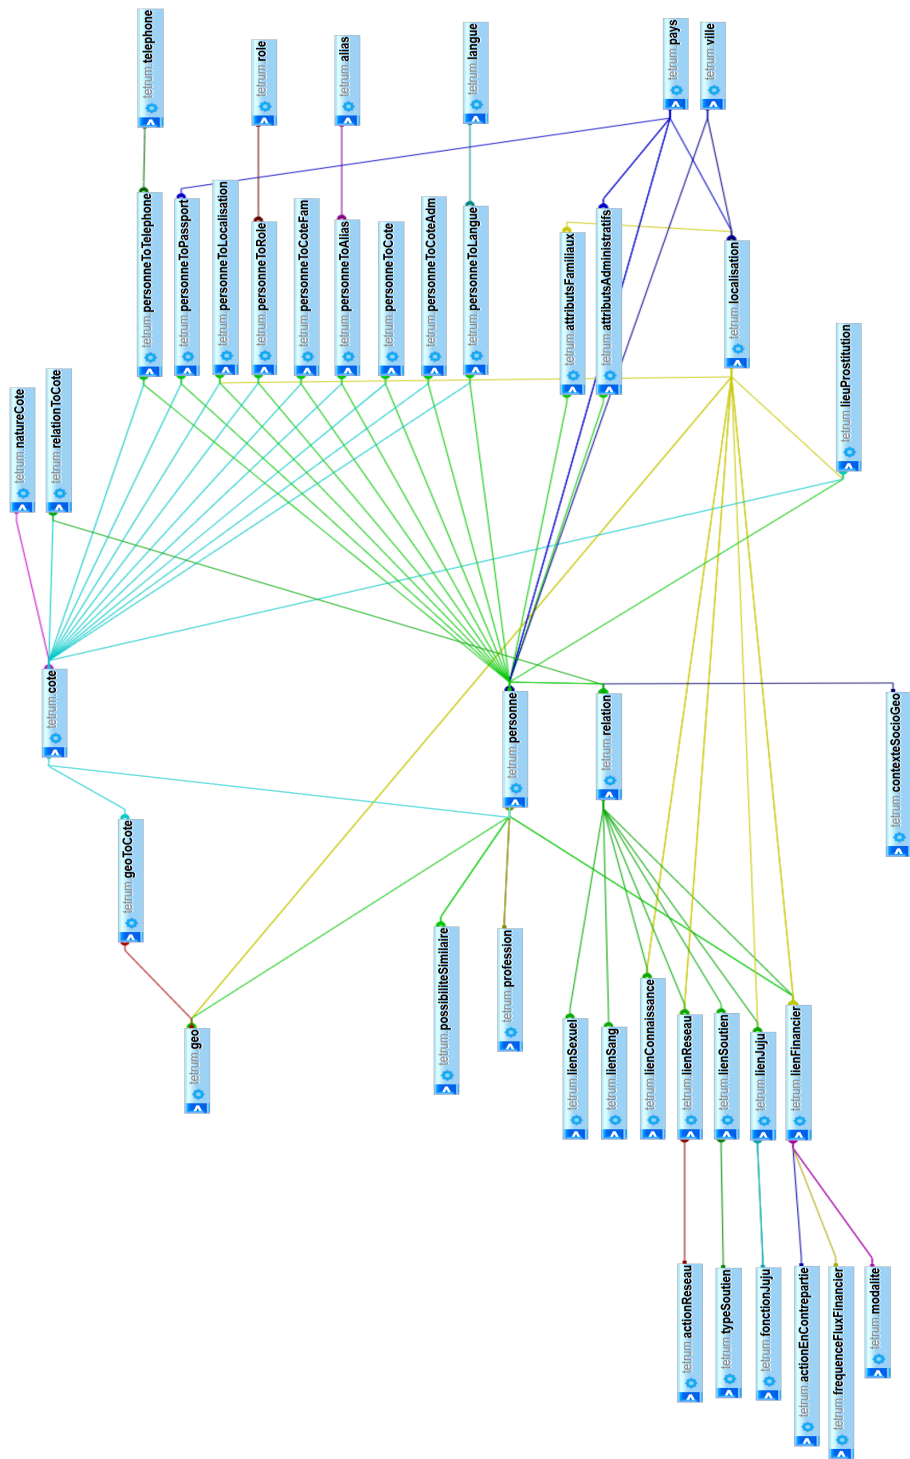 tetrum.telephone
tetrum.role
tetrum.alias
tetrum.langue
tetrum.pays
tetrum.ville
tetrum.personneToTelephone
tetrum.personneToPassport
tetrum.personneToLocalisation
tetrum.personneToRole
tetrum.personneToCoteFam
tetrum.personneToAlias
tetrum.personneToCote
tetrum.personneToCoteAdm
tetrum.personneToLangue
tetrum.attributsFamiliaux
tetrum.attributsAdministratifs
tetrum.localisation
tetrum.lieuProstitution
tetrum.natureCote
tetrum.relationToCote
tetrum.cote
tetrum.personne
tetrum.relation
tetrum.contexteSocioGeo
tetrum.geoToCote
tetrum.geo
tetrum.possibiliteSimilaire
tetrum.profession
tetrum.lienSexuel
tetrum.lienSang
tetrum.lienConnaissance
tetrum.lienReseau
tetrum.lienSoutien
tetrum.lienJuju
tetrum.lienFinancier
tetrum.actionReseau
tetrum.typeSoutien
tetrum.fonctionJuju
tetrum.actionEnContrepartie
tetrum.frequenceFluxFinancier
tetrum.modalite